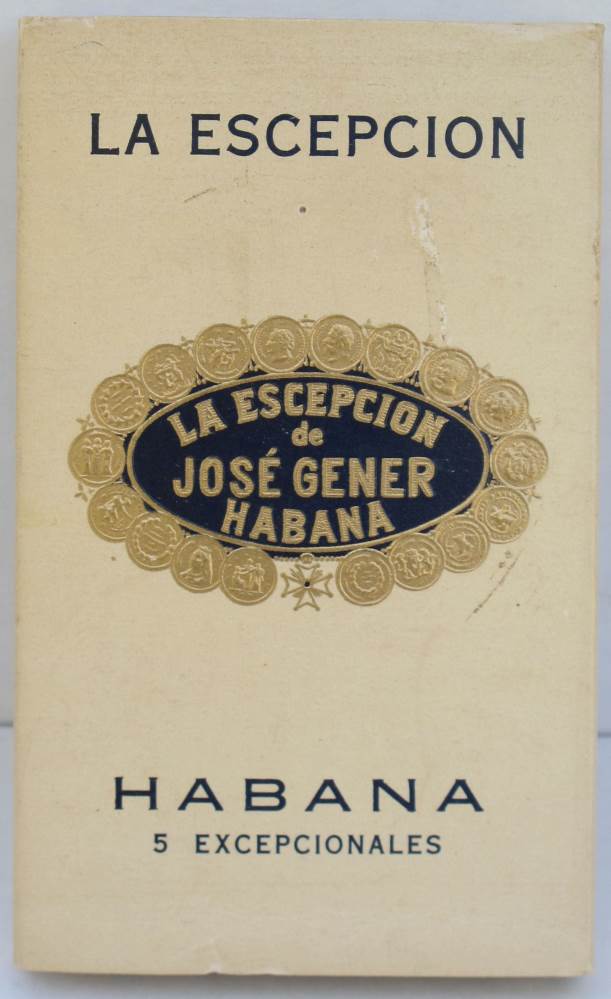 LA ESCEPCION
LA ESCEPCION
de
JOSÉ GENER
HABANA
HABANA
5 EXCEPCIONALES